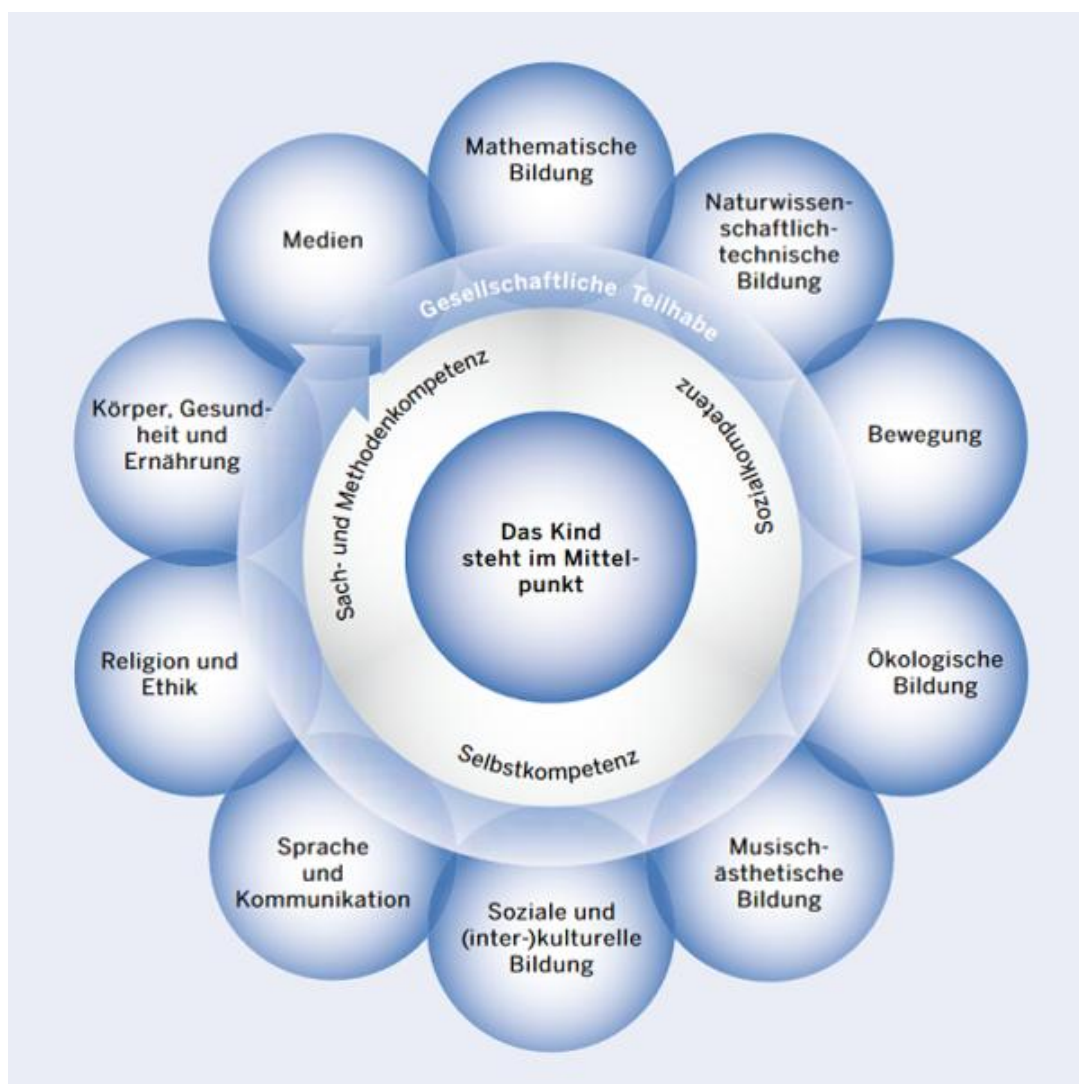 Mathematische
Bildung
Naturwissen-
schaftlich-
technische
Bildung
Medien
Gesellschaftliche Teilhabe
Sach- und Methodenkompetenz
Sozialkompetenz
Körper, Gesund-
heit und
Ernährung
Bewegung
Das Kind
steht im Mittel-
punkt
Religion und
Ethik
Ökologische
Bildung
Selbstkompetenz
Sprache
und
Kommunikation
Musisch-
ästhetische
Bildung
Soziale und
(inter-)kulturelle
Bildung